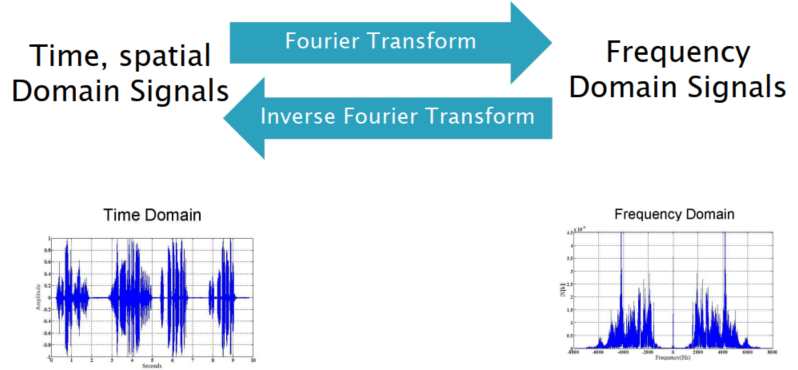 Time, spatial
Domain Signals
Fourier Transform
Inverse Fourier Transform
Frequency
Domain Signals
Time Domain
1
0.8
0.6
0.4
0.2
0
-0.2
-0.4
-0.6
-0.8
-1
Amplitude
0 1 2 3 4 5 6 7 8 9 10
Seconds
Frequency Domain
4.5
4
3.5
3
2.5
2
1.5
1
0.5
0
-8000 -6000 -4000 -2000 0 2000 4000 6000 8000
Frequency(Hz)